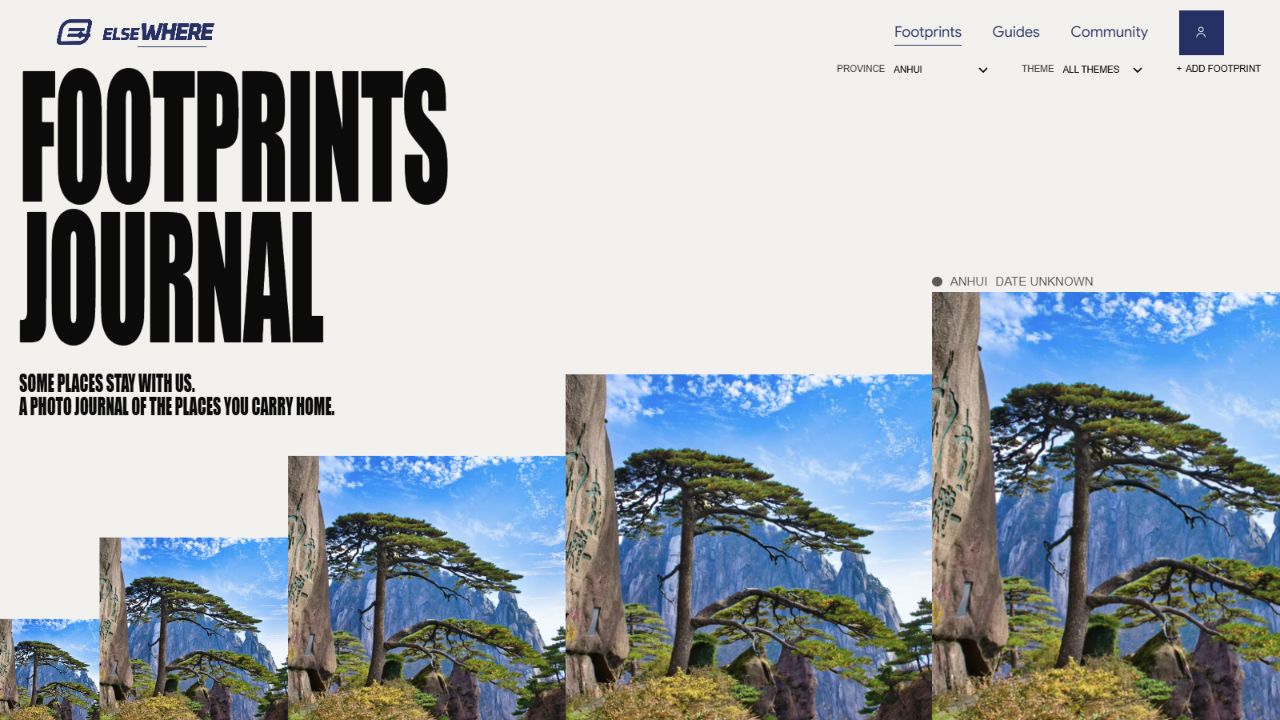 ELSEWHERE
Footprints Guides Community
PROVINCE ANHUI THEME ALL THEMES + ADD FOOTPRINT
FOOTPRINTS
JOURNAL
SOME PLACES STAY WITH US.
A PHOTO JOURNAL OF THE PLACES YOU CARRY HOME.
ANHUI DATE UNKNOWN